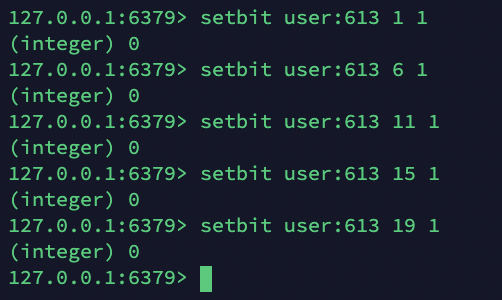 127.0.0.1:6379> setbit user:613 1 1
(integer) 0
127.0.0.1:6379> setbit user:613 6 1
(integer) 0
127.0.0.1:6379> setbit user:613 11 1
(integer) 0
127.0.0.1:6379> setbit user:613 15 1
(integer) 0
127.0.0.1:6379> setbit user:613 19 1
(integer) 0
127.0.0.1:6379>